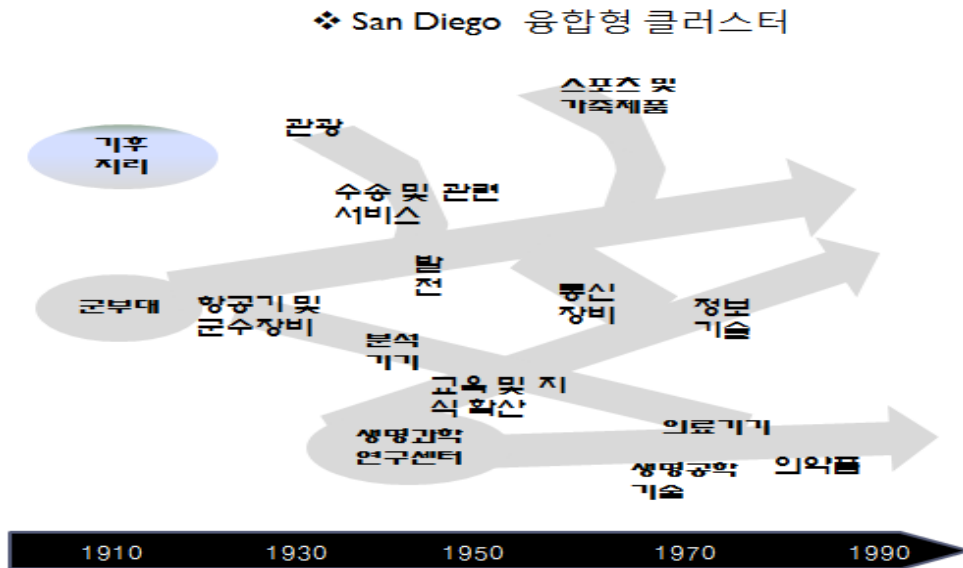 ❖ San Diego 융합형 클러스터
스포츠 및
가죽제품
관광
기후
지리
수송 및 관련
서비스
발
전
군부대
항공기 및
군수장비
통신
장비
정보
기술
분석
기기
교육 및 지
식 확산
생명과학
연구센터
의료기기
생명공학
기술
의약품
1910 1930 1950 1970 1990